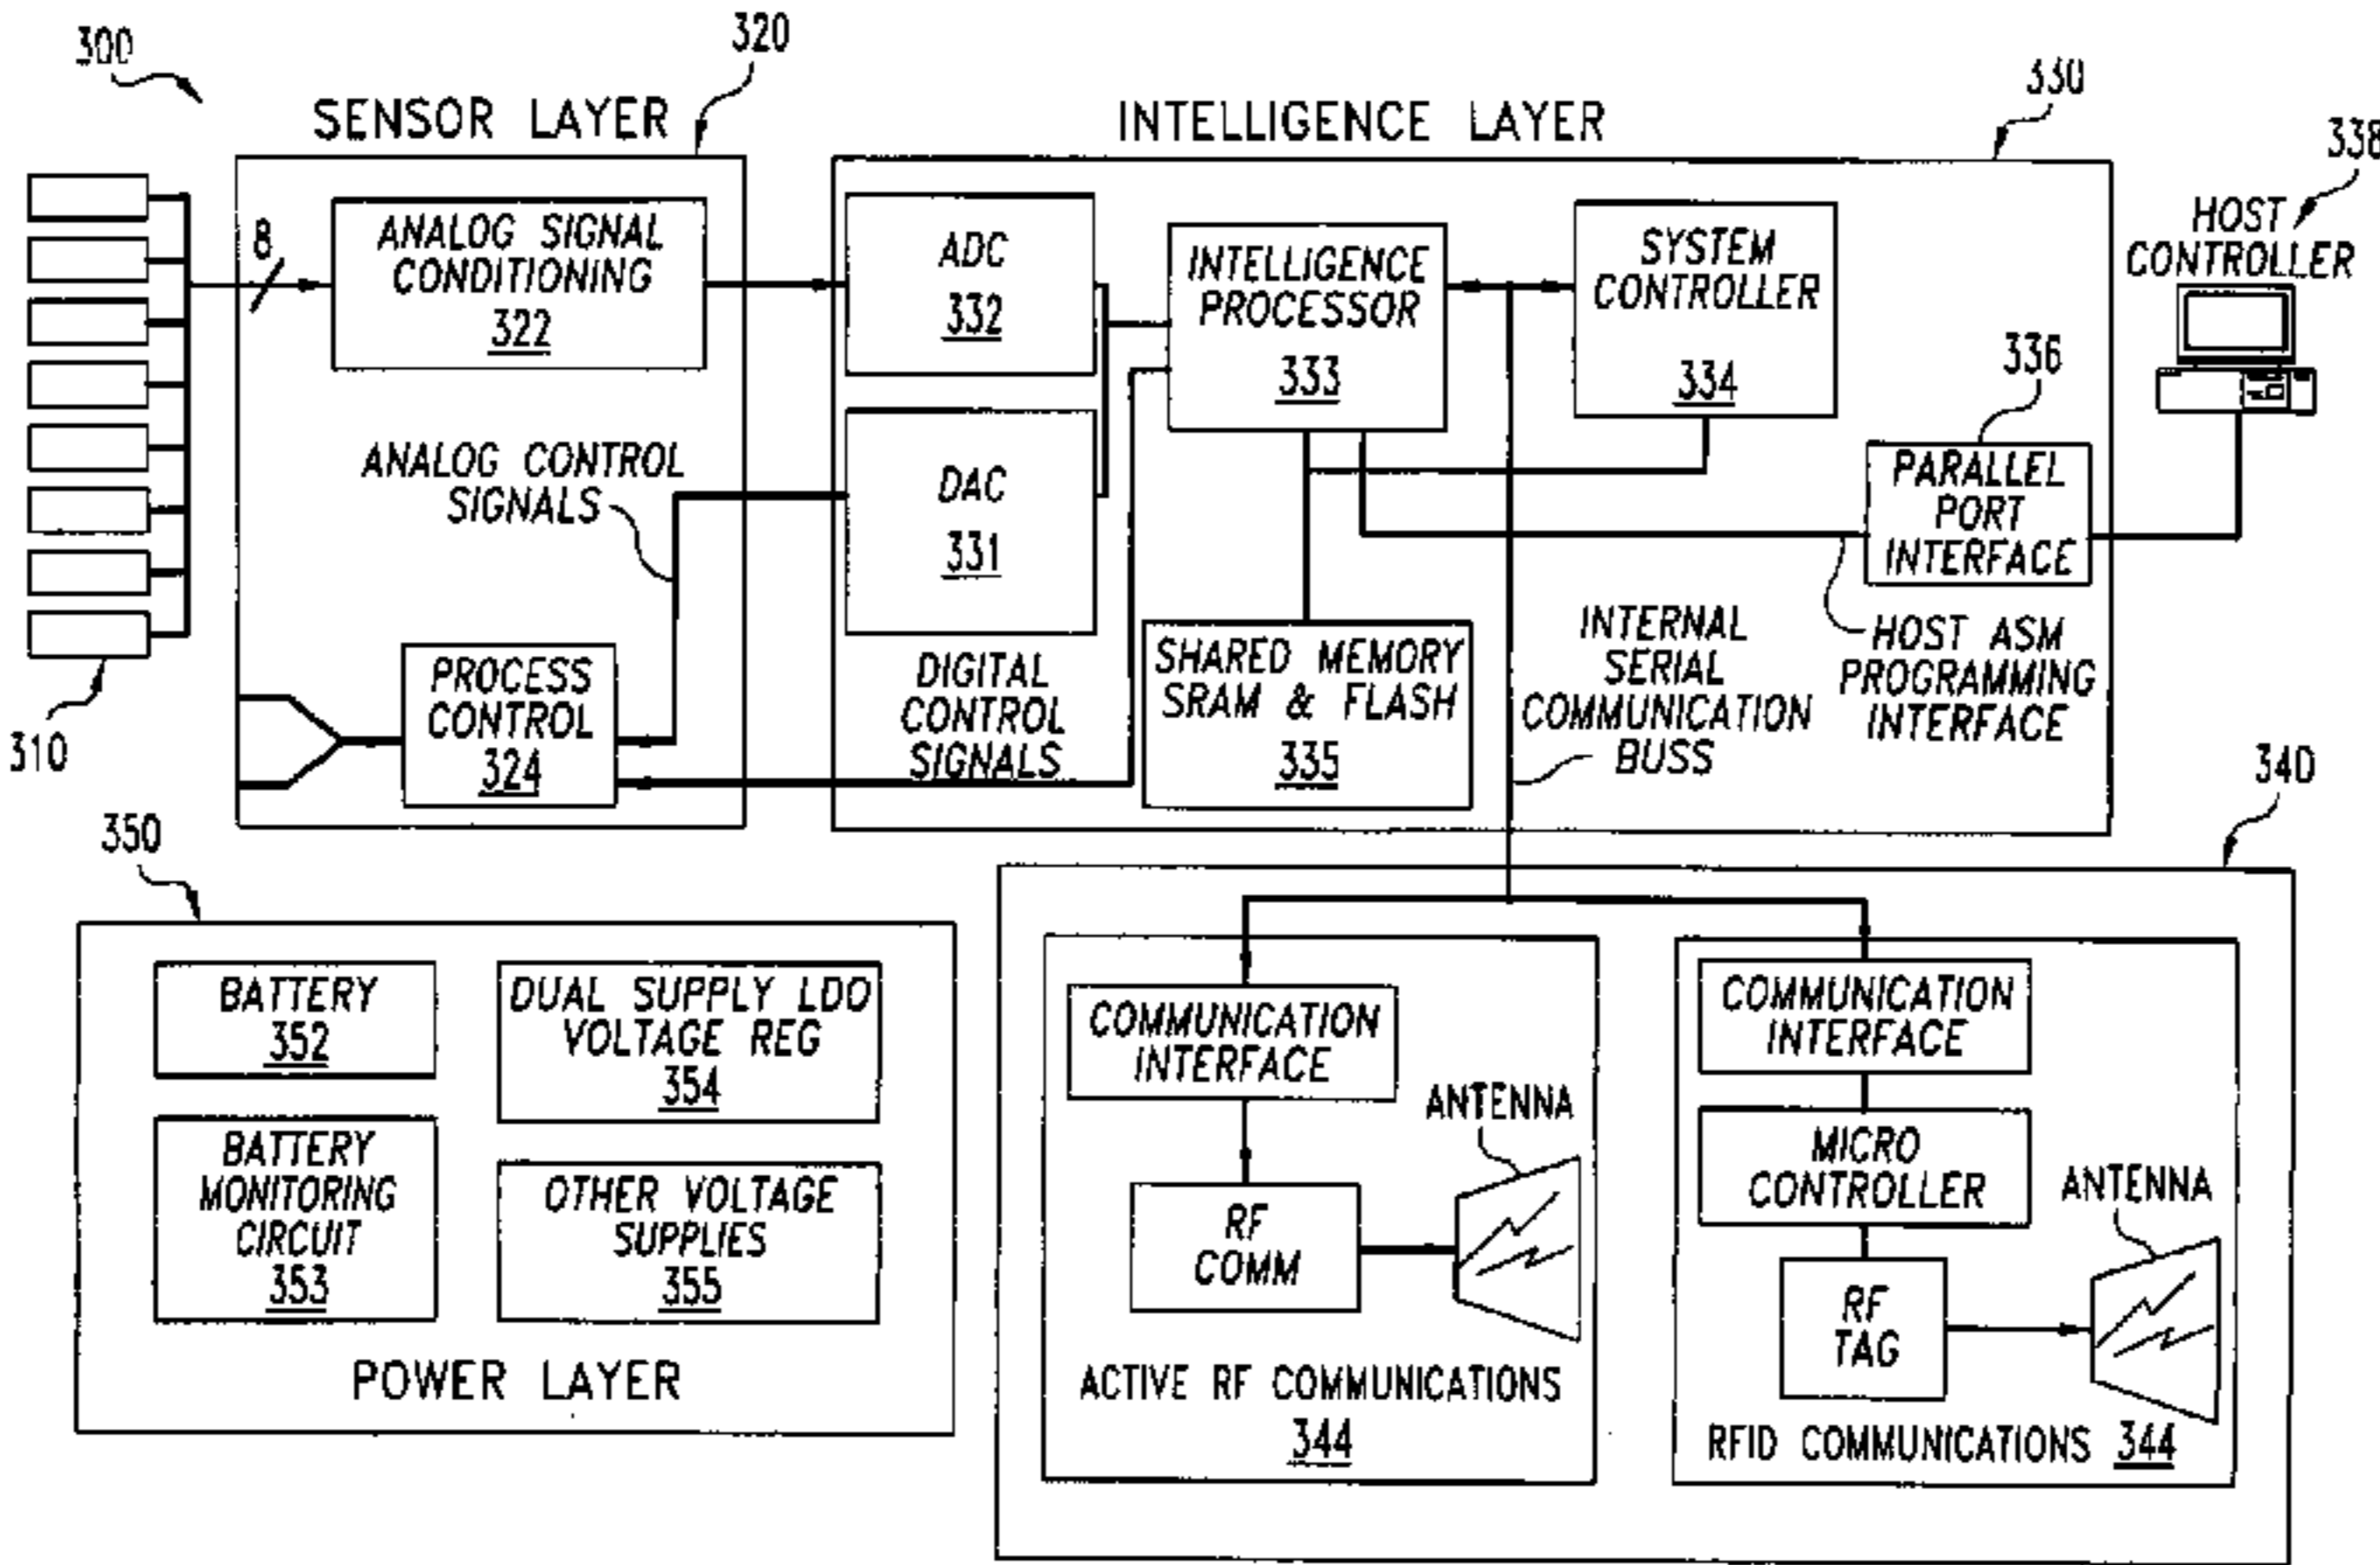 300
320
SENSOR LAYER
INTELLIGENCE LAYER
330
338
HOST
CONTROLLER
8
ANALOG SIGNAL
CONDITIONING
322
ADC
332
INTELLIGENCE
PROCESSOR
333
SYSTEM
CONTROLLER
334
336
PARALLEL
PORT
INTERFACE
ANALOG CONTROL
SIGNALS
DAC
331
310
PROCESS
CONTROL
324
DIGITAL
CONTROL
SIGNALS
SHARED MEMORY
SRAM & FLASH
335
INTERNAL
SERIAL
COMMUNICATION
BUSS
HOST ASM
PROGRAMMING
INTERFACE
340
350
BATTERY
352
DUAL SUPPLY LDO
VOLTAGE REG
354
BATTERY
MONITORING
CIRCUIT
353
OTHER VOLTAGE
SUPPLIES
355
POWER LAYER
COMMUNICATION
INTERFACE
ANTENNA
RF
COMM
ACTIVE RF COMMUNICATIONS
344
COMMUNICATION
INTERFACE
MICRO
CONTROLLER
ANTENNA
RF
TAG
RFID COMMUNICATIONS 344